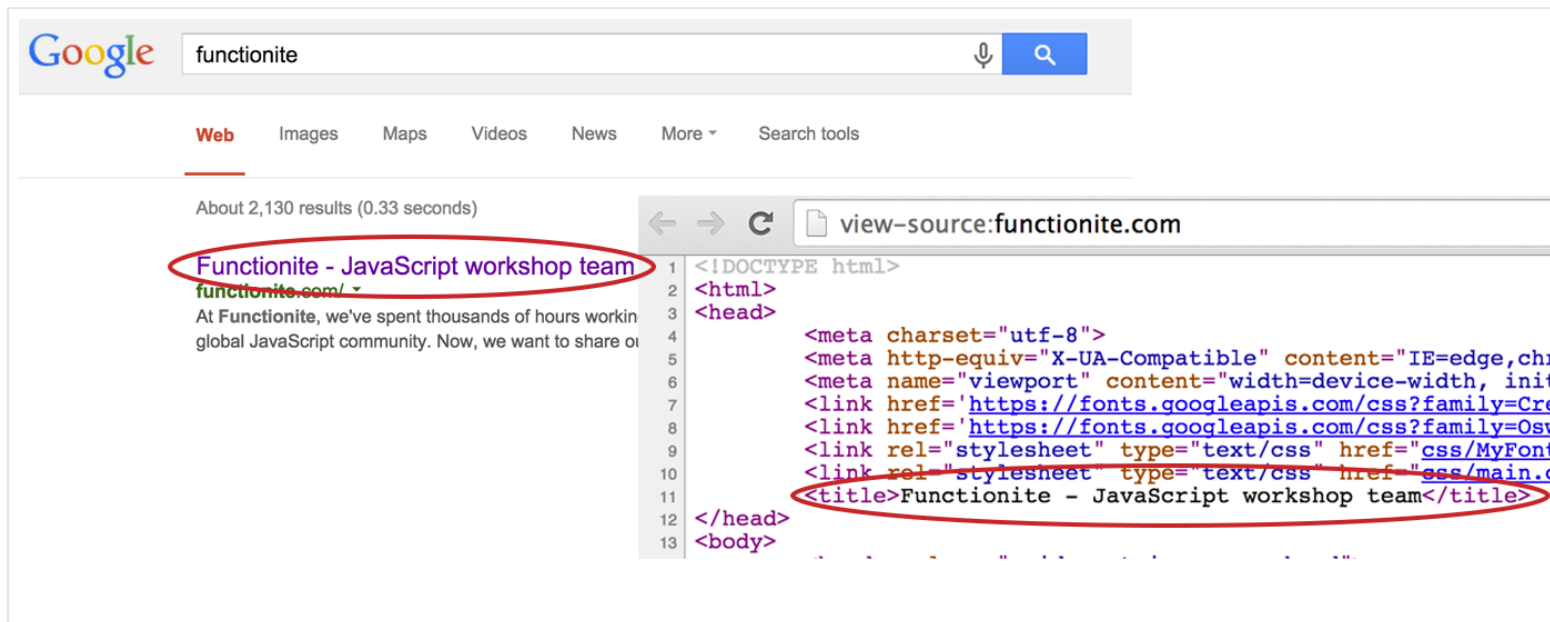 Google functionite
Web Images Maps Videos News More Search tools
About 2,130 results (0.33 seconds)
Functionite - JavaScript workshop team
functionite.com/
At Functionite, we've spent thousands of hours workin
global JavaScript community. Now, we want to share
view-source:functionite.com
1 <!DOCTYPE html>
2 <html>
3 <head>
4 <meta charset="utf-8">
5 <meta http-equiv="X-UA-Compatible" content="IE=edge,ch
6 <meta name="viewport" content="width=device-width, init
7 <link href='https://fonts.googleapis.com/css?family=Cre
8 <link href='https://fonts.googleapis.com/css?family=Osw
9 <link rel="stylesheet" type="text/css" href="css/MyFont
10 <link rel="stylesheet" type="text/css" href="css/main.c
11 <title>Functionite - JavaScript workshop team</title>
12 </head>
13 <body>